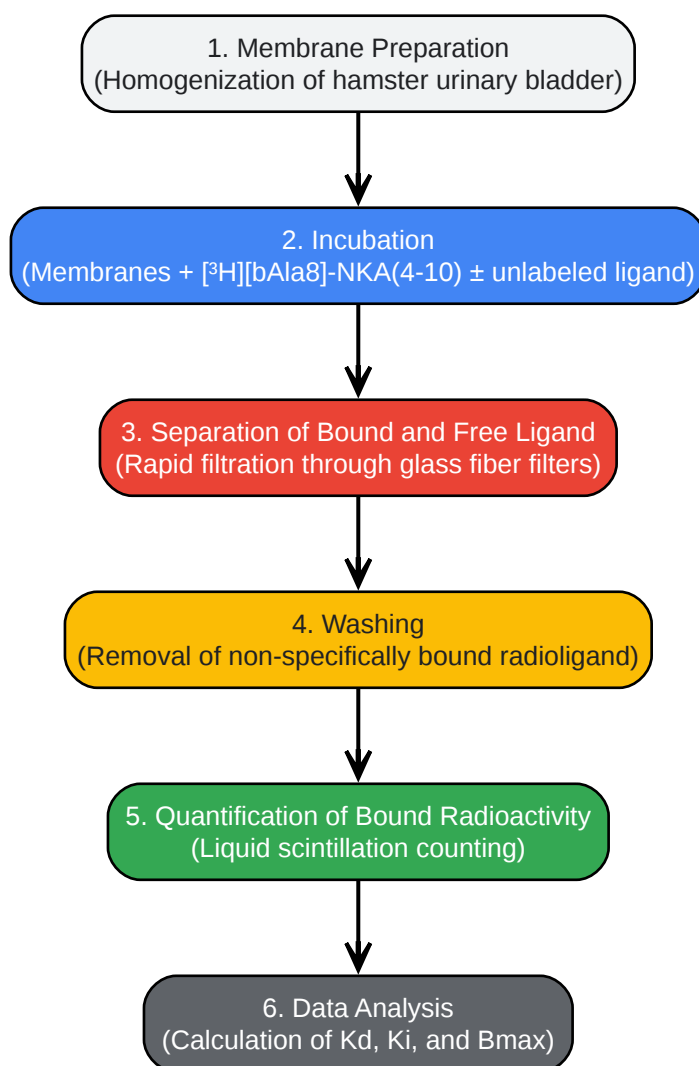 1. Membrane Preparation
(Homogenization of hamster urinary bladder)
2. Incubation
(Membranes + [³H][bAla8]-NKA(4-10) ± unlabeled ligand)
3. Separation of Bound and Free Ligand
(Rapid filtration through glass fiber filters)
4. Washing
(Removal of non-specifically bound radioligand)
5. Quantification of Bound Radioactivity
(Liquid scintillation counting)
6. Data Analysis
(Calculation of Kd, Ki, and Bmax)